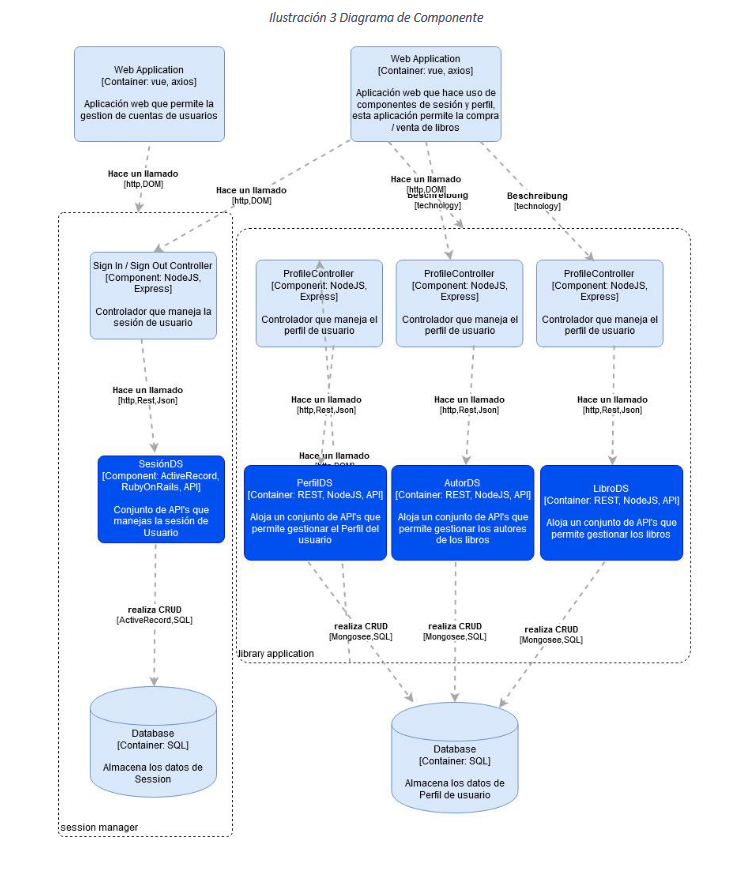 Ilustración 3 Diagrama de Componente
Web Application
[Container: vue, axios]
Aplicación web que permite la
gestion de cuentas de usuarios
Web Application
[Container: vue, axios]
Aplicación web que hace uso de
componentes de sesión y perfil,
esta aplicación permite la compra
/ venta de libros
Hace un llamado
[http,DOM]
Hace un llamado
[http,DOM]
Hace un llamado
[http,DOM]
Beschreibung
[technology]
Beschreibung
[technology]
Sign In / Sign Out Controller
[Component: NodeJS,
Express]
Controlador que maneja la
sesión de usuario
ProfileController
[Component: NodeJS,
Express]
Controlador que maneja el
perfil de usuario
ProfileController
[Component: NodeJS,
Express]
Controlador que maneja el
perfil de usuario
ProfileController
[Component: NodeJS,
Express]
Controlador que maneja el
perfil de usuario
Hace un llamado
[http,Rest,Json]
Hace un llamado
[http,Rest,Json]
Hace un llamado
[http,Rest,Json]
Hace un llamado
[http,Rest,Json]
Hace un llamado
[http,DOM]
SesiónDS
[Component: ActiveRecord,
RubyOnRails, API]
Conjunto de API's que
manejas la sesión de
Usuario
PerfilDS
[Container: REST, NodeJS, API]
Aloja un conjunto de API's que
permite gestionar el Perfil del
usuario
AutorDS
[Container: REST, NodeJS, API]
Aloja un conjunto de API's que
permite gestionar los autores
de los libros
LibroDS
[Container: REST, NodeJS, API]
Aloja un conjunto de API's que
permite gestionar los libros
realiza CRUD
[ActiveRecord,SQL]
realiza CRUD
[Mongosee,SQL]
realiza CRUD
[Mongosee,SQL]
realiza CRUD
[Mongosee,SQL]
library application
Database
[Container: SQL]
Almacena los datos de
Session
Database
[Container: SQL]
Almacena los datos de
Perfil de usuario
session manager